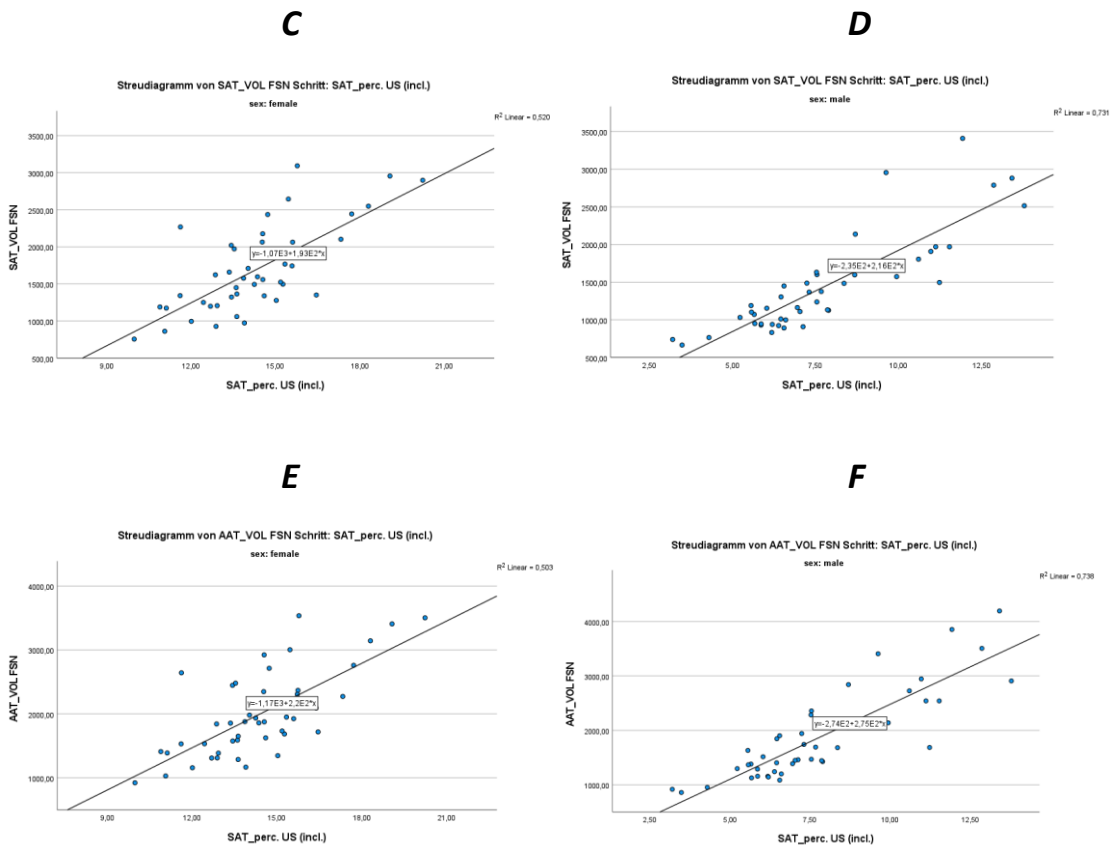 C
D
Streudiagramm von SAT_VOL FSN Schritt: SAT_perc. US (incl.)
sex: female
R² Linear = 0,520
3500,00
3000,00
2500,00
2000,00
1500,00
1000,00
500,00
SAT_VOL FSN
y=-1,07E3+1,93E2*x
9,00
12,00
15,00
18,00
21,00
SAT_perc. US (incl.)
Streudiagramm von SAT_VOL FSN Schritt: SAT_perc. US (incl.)
sex: male
R² Linear = 0,731
3500,00
3000,00
2500,00
2000,00
1500,00
1000,00
500,00
SAT_VOL FSN
y=-2,35E2+2,16E2*x
2,50
5,00
7,50
10,00
12,50
SAT_perc. US (incl.)
E
F
Streudiagramm von AAT_VOL FSN Schritt: SAT_perc. US (incl.)
sex: female
R² Linear = 0,503
4000,00
3000,00
2000,00
1000,00
AAT_VOL FSN
y=-1,17E3+2,2E2*x
9,00
12,00
15,00
18,00
21,00
SAT_perc. US (incl.)
Streudiagramm von AAT_VOL FSN Schritt: SAT_perc. US (incl.)
sex: male
R² Linear = 0,738
4000,00
3000,00
2000,00
1000,00
AAT_VOL FSN
y=-2,74E2+2,75E2*x
2,50
5,00
7,50
10,00
12,50
SAT_perc. US (incl.)